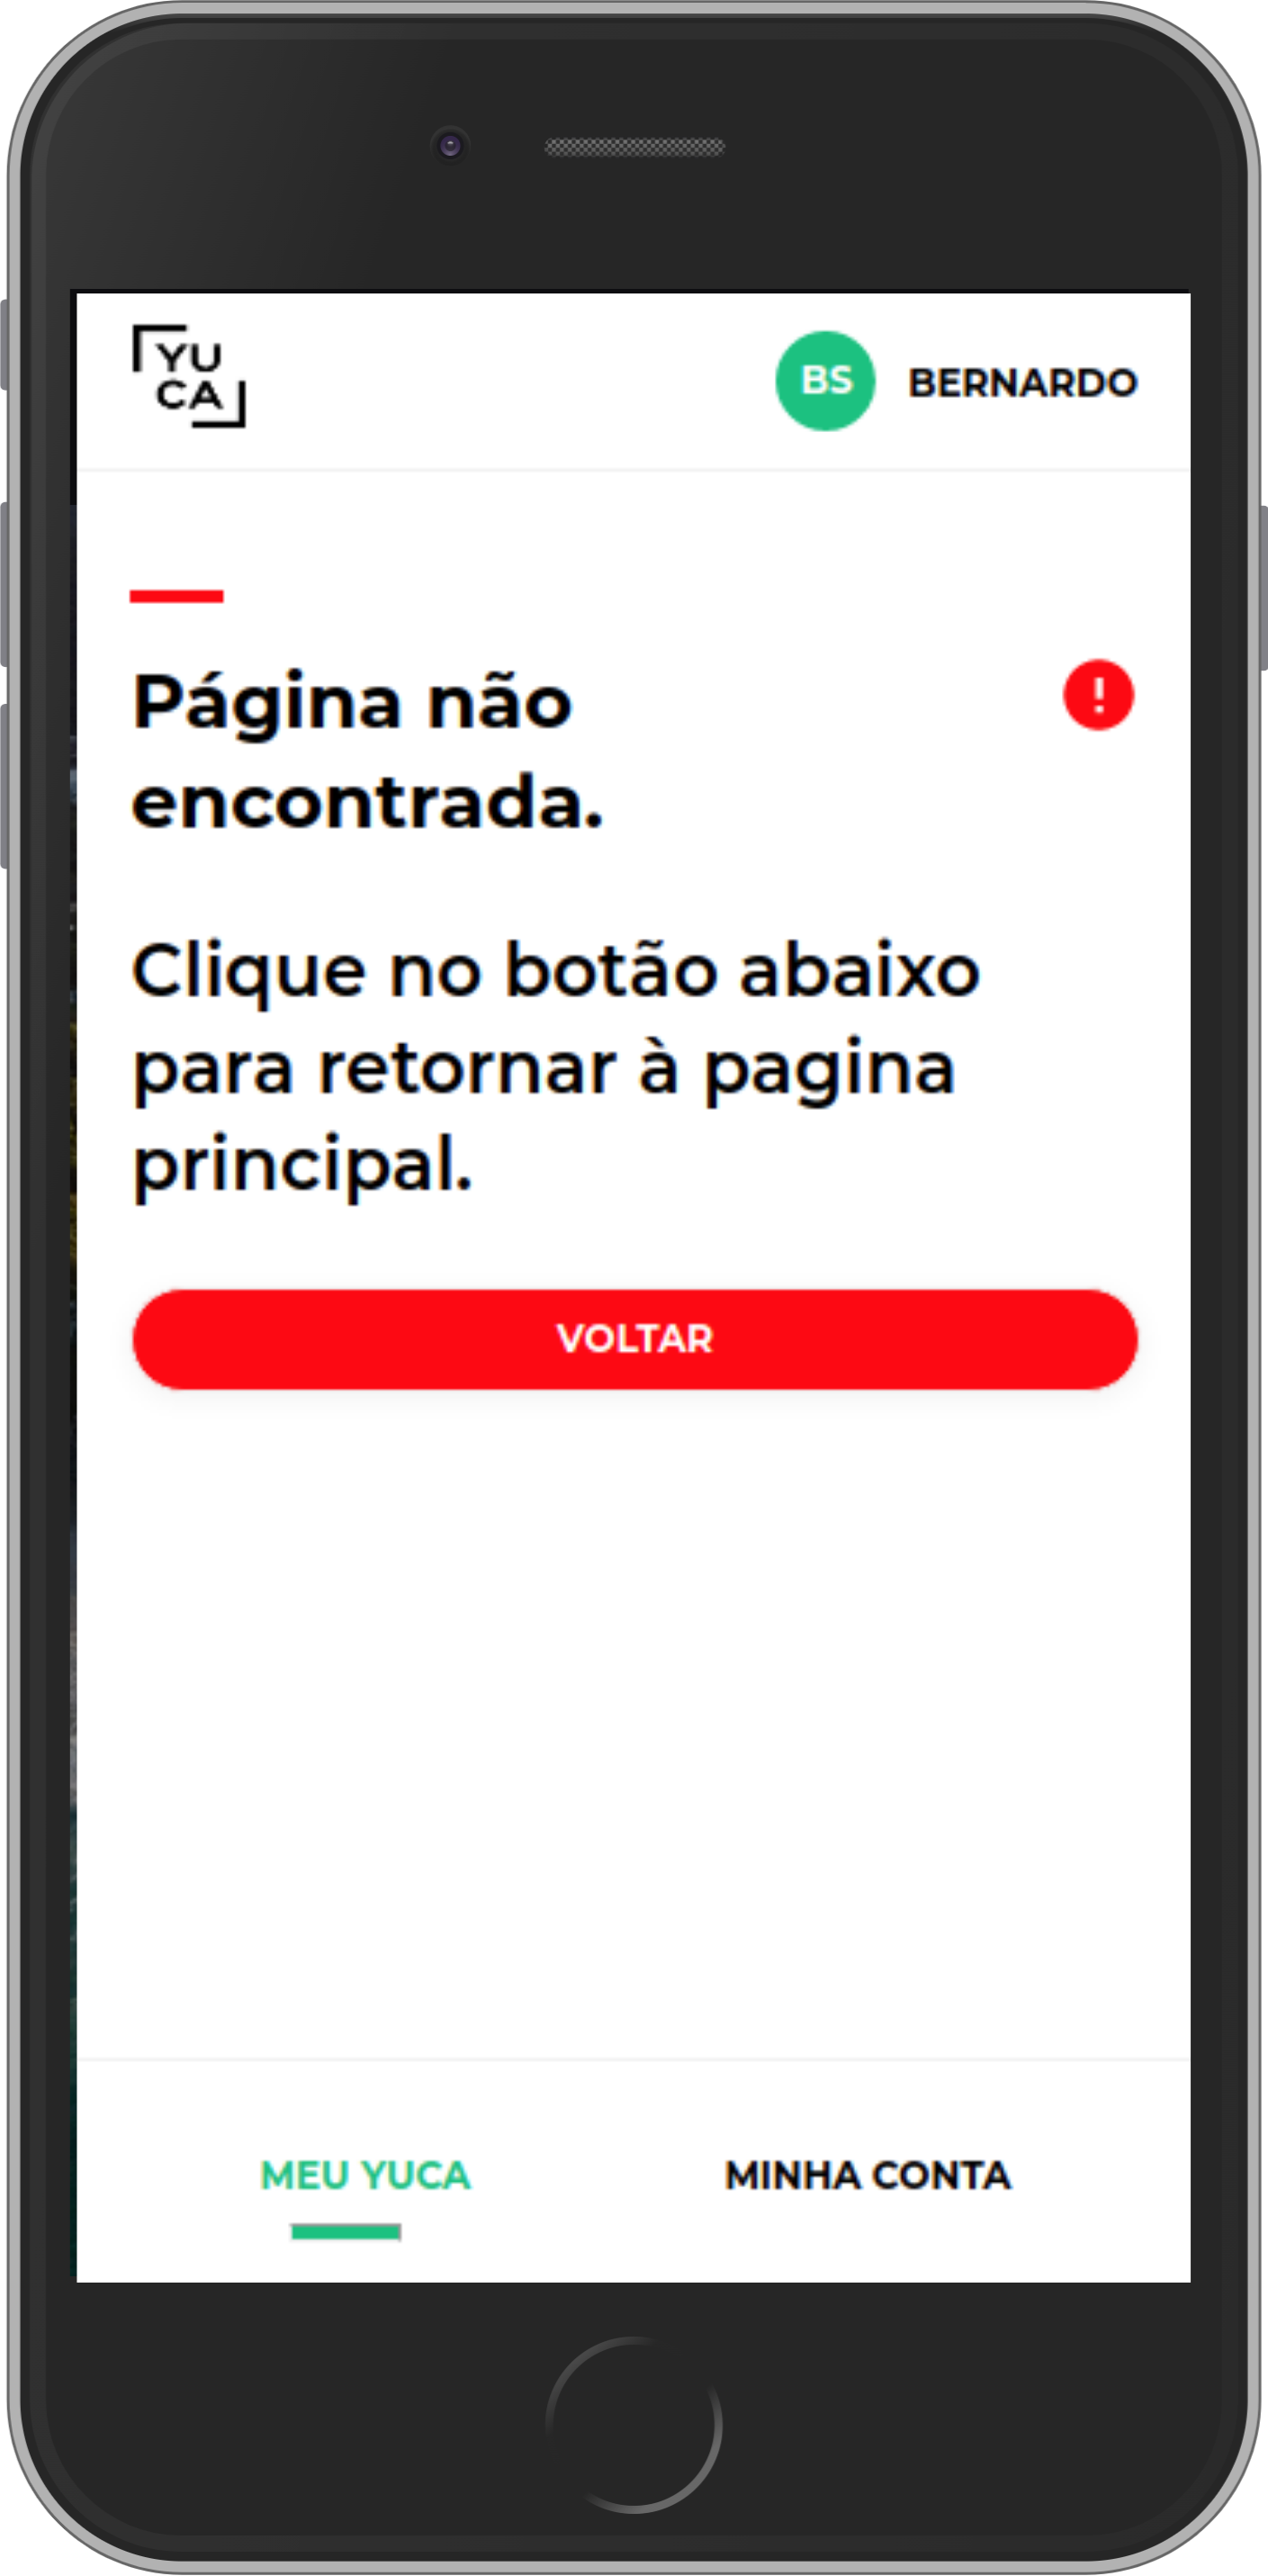 YU
CA
BS BERNARDO
Página não
encontrada.
!
Clique no botão abaixo
para retornar à pagina
principal.
VOLTAR
MEU YUCA MINHA CONTA